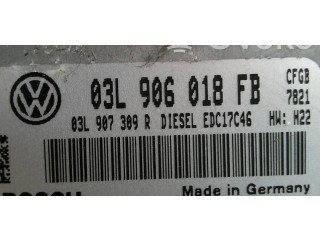 03L 906 018 FB
CFGB
7821
03L 907 309 R DIESEL EDC17C46
HW: H22
Made in Germany